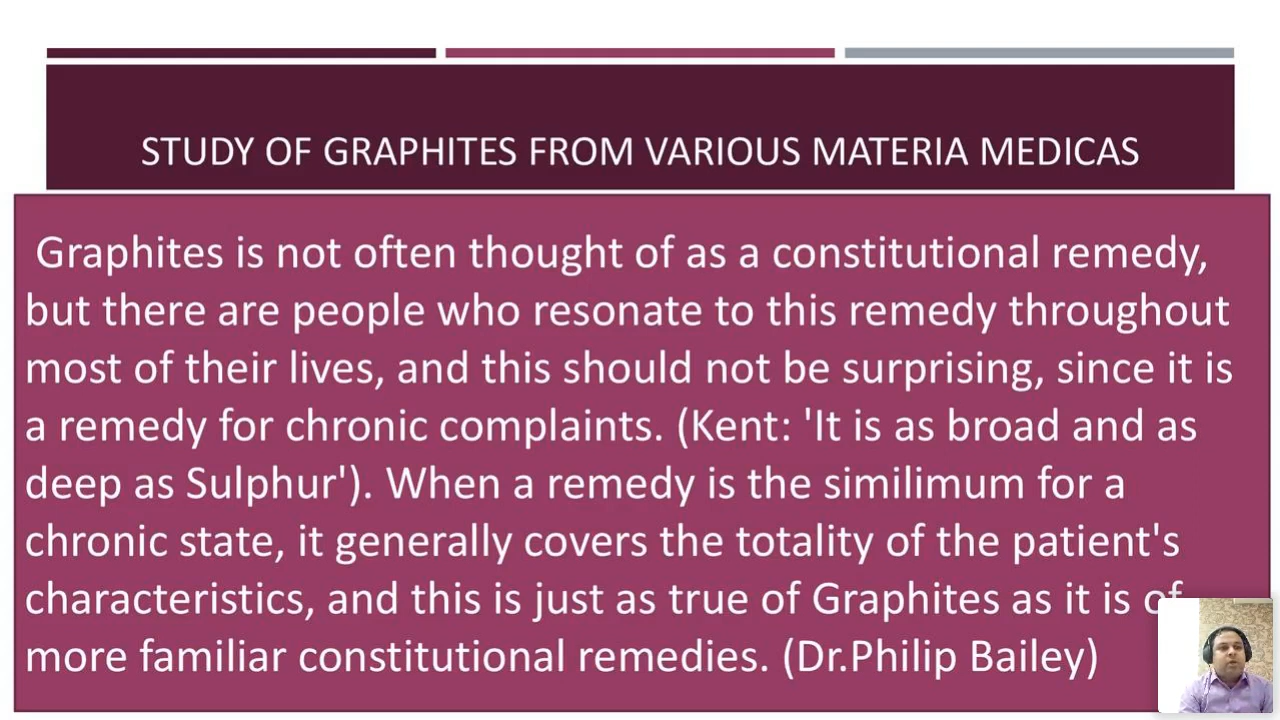 STUDY OF GRAPHITES FROM VARIOUS MATERIA MEDICAS
Graphites is not often thought of as a constitutional remedy,
but there are people who resonate to this remedy throughout
most of their lives, and this should not be surprising, since it is
a remedy for chronic complaints. (Kent: 'It is as broad and as
deep as Sulphur'). When a remedy is the similimum for a
chronic state, it generally covers the totality of the patient's
characteristics, and this is just as true of Graphites as it is of
more familiar constitutional remedies. (Dr.Philip Bailey)